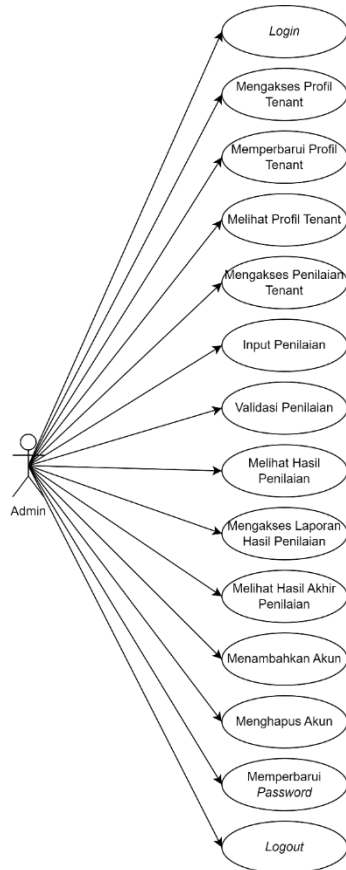 Login
Mengakses Profil
Tenant
Memperbarui Profil
Tenant
Melihat Profil Tenant
Mengakses Penilaian
Tenant
Input Penilaian
Validasi Penilaian
Melihat Hasil
Penilaian
Admin
Mengakses Laporan
Hasil Penilaian
Melihat Hasil Akhir
Penilaian
Menambahkan Akun
Menghapus Akun
Memperbarui
Password
Logout